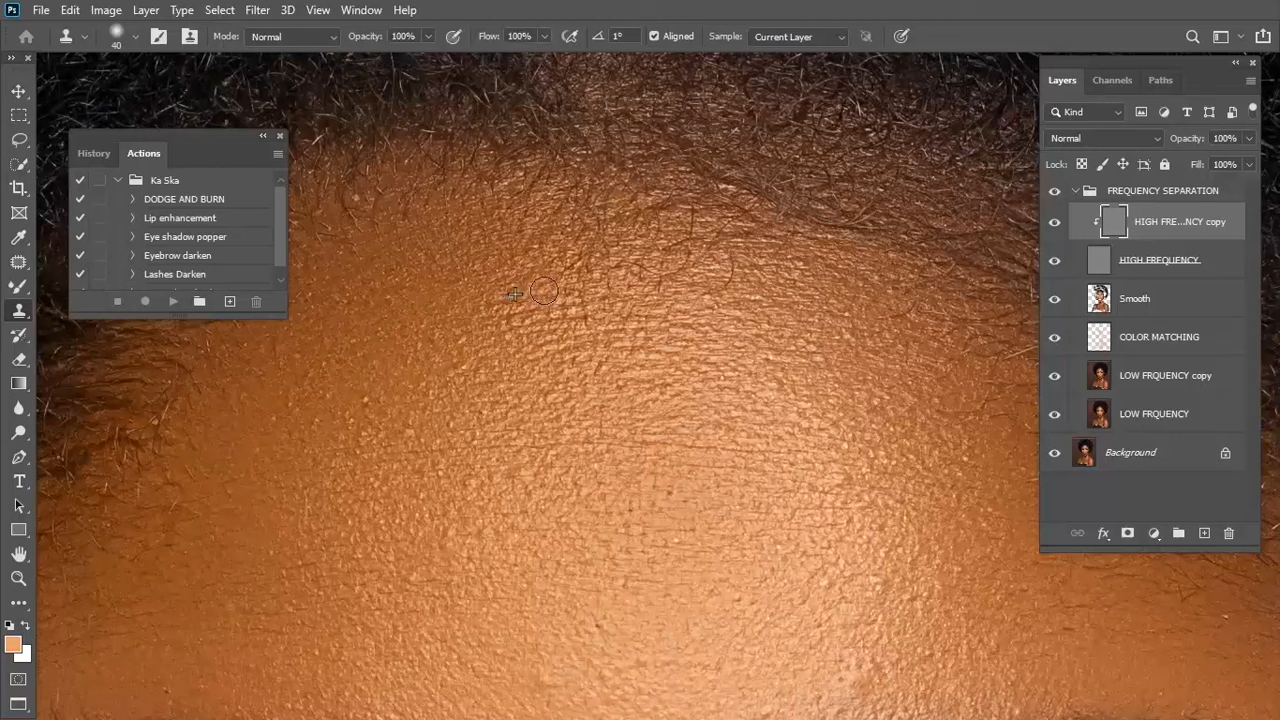 Ps File Edit Image Layer Type Select Filter 3D View Window Help
40 Mode: Normal Opacity: 100% Flow: 100% 1° Aligned Sample: Current Layer
History Actions
Ka Ska
DODGE AND BURN
Lip enhancement
Eye shadow popper
Eyebrow darken
Lashes Darken
Layers Channels Paths
Kind
Normal Opacity: 100%
Lock: Fill: 100%
FREQUENCY SEPARATION
HIGH FRE...NCY copy
HIGH FREQUENCY
Smooth
COLOR MATCHING
LOW FRQUENCY copy
LOW FRQUENCY
Background
fx
T